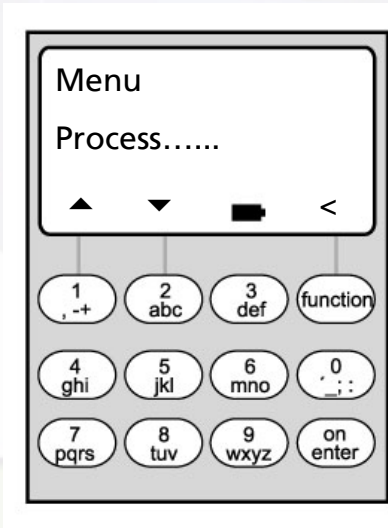 Menu
Process…...
<
1 2 3 function
, -+ abc def
4 5 6 0
ghi jkl mno ´_; :
7 8 9 on
pqrs tuv wxyz enter